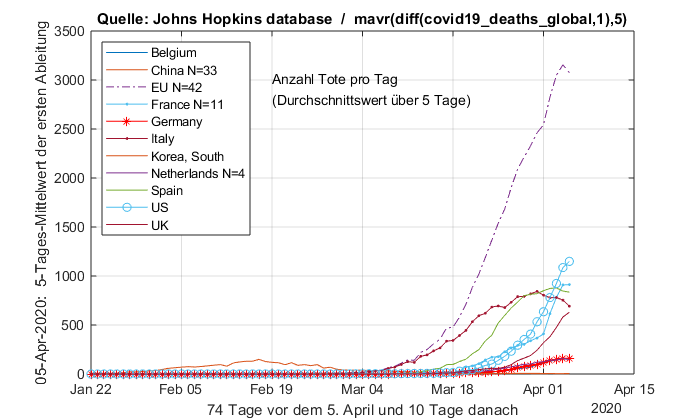 Quelle: Johns Hopkins database / mavr(diff(covid19_deaths_global,1),5)
05-Apr-2020: 5-Tages-Mittelwert der ersten Ableitung
3500
3000
2500
2000
1500
1000
500
0
Belgium
China N=33
EU N=42
France N=11
Germany
Italy
Korea, South
Netherlands N=4
Spain
US
UK
Anzahl Tote pro Tag
(Durchschnittswert über 5 Tage)
Jan 22 Feb 05 Feb 19 Mar 04 Mar 18 Apr 01 Apr 15
74 Tage vor dem 5. April und 10 Tage danach
2020